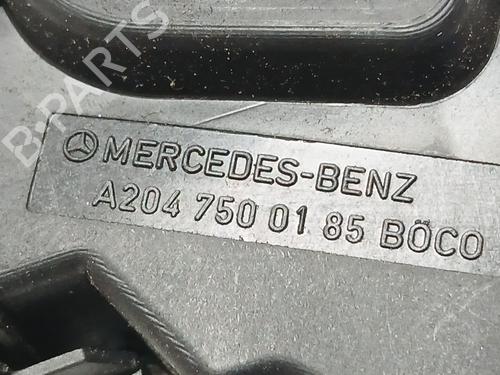 B-PARTS
MERCEDES-BENZ
A204 750 01 85 BÖCO